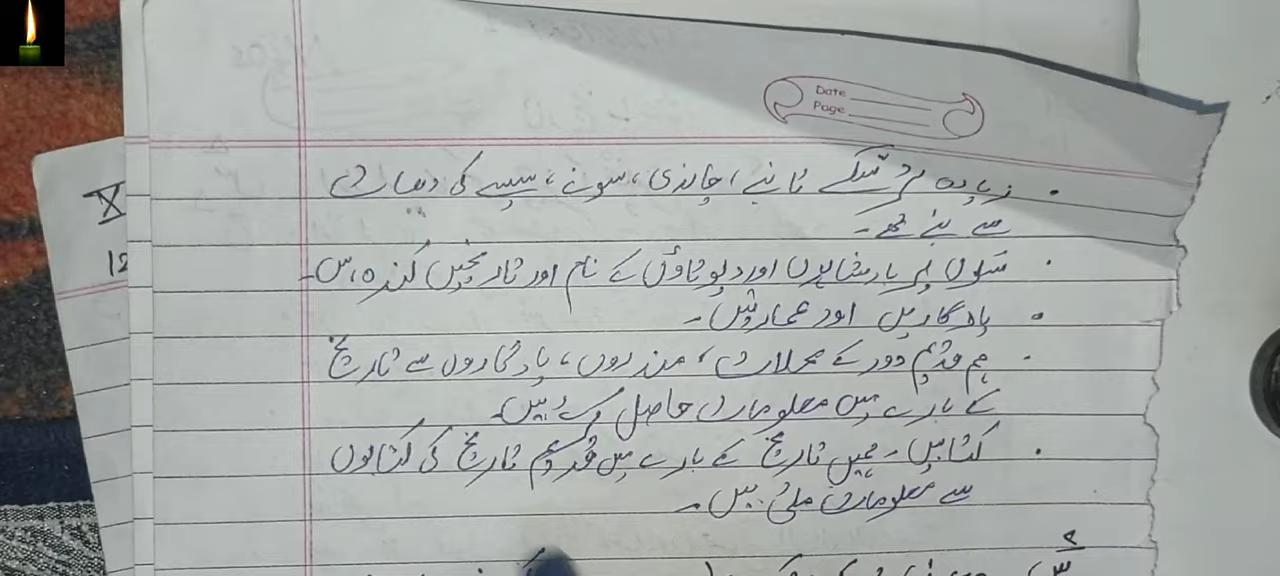 Date
Page
X
12
۔ زیادہ تر سکے تانبے، چاندی، سونے، سیسے کی دھات
سے بنے تھے۔
۔ سکوں پر بادشاہوں اور دیوتاؤں کے نام اور تاریخیں کندہ ہیں۔
۔ یادگاریں اور عمارتیں۔
۔ ہم قدیم دور کے محلات، مندروں، یادگاروں سے تاریخ
کے بارے میں معلومات حاصل کرتے ہیں۔
۔ کتابیں۔ ہمیں تاریخ کے بارے میں قدیم تاریخ کی کتابوں
سے معلومات ملتی ہیں۔